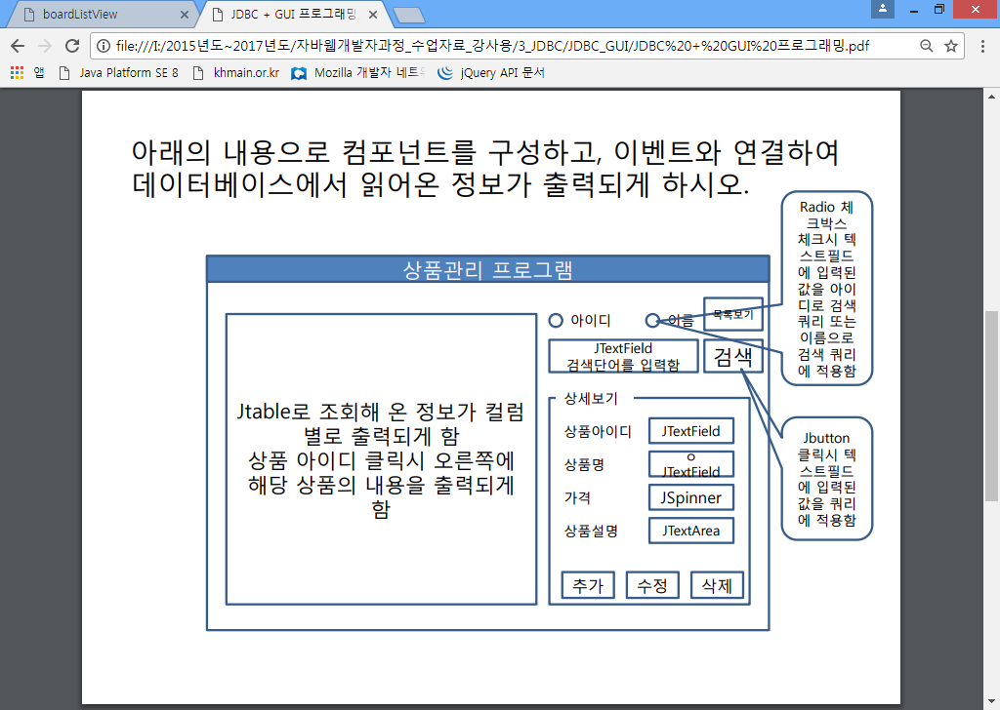 boardListView
JDBC + GUI 프로그래밍
file:///I:/2015년도~2017년도/자바웹개발자과정_수업자료_강사용/3_JDBC/JDBC_GUI/JDBC%20+%20GUI%20프로그래밍.pdf
앱
Java Platform SE 8
khmain.or.kr
Mozilla 개발자 네트워
jQuery API 문서
아래의 내용으로 컴포넌트를 구성하고, 이벤트와 연결하여
데이터베이스에서 읽어온 정보가 출력되게 하시오.
Radio 체
크박스
체크시 텍
스트필드
에 입력된
값을 아이
디로 검색
쿼리 또는
이름으로
검색 쿼리
에 적용함
상품관리 프로그램
아이디
이름
목록보기
JTextField
검색단어를 입력함
검색
Jtable로 조회해 온 정보가 컬럼
별로 출력되게 함
상품 아이디 클릭시 오른쪽에
해당 상품의 내용을 출력되게
함
상세보기
상품아이디
JTextField
상품명
ㅇ
JTextField
가격
JSpinner
상품설명
JTextArea
추가
수정
삭제
Jbutton
클릭시 텍
스트필드
에 입력된
값을 쿼리
에 적용함